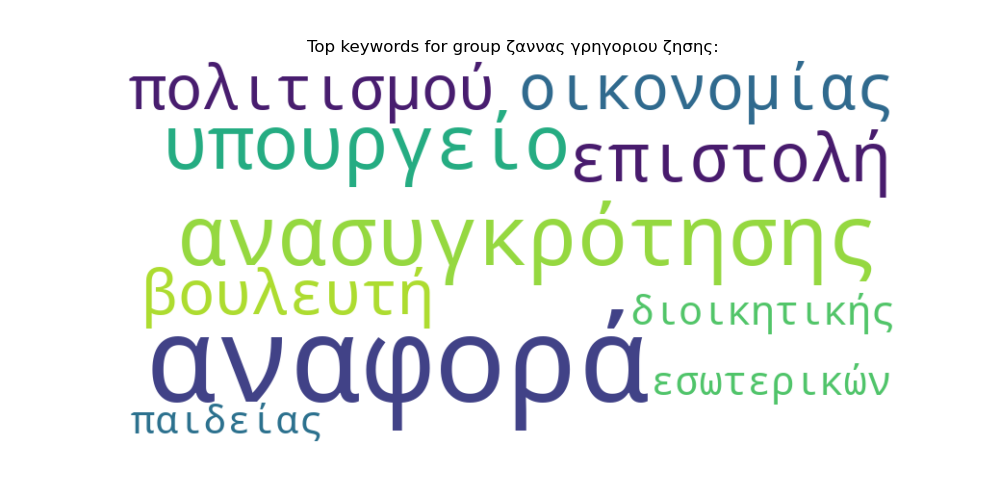 Top keywords for group ζαννας γρηγοριου ζησης:
πολιτισμού οικονομίας
υπουργείο επιστολή
ανασυγκρότησης
βουλευτή διοικητικής
αναφορά εσωτερικών
παιδείας